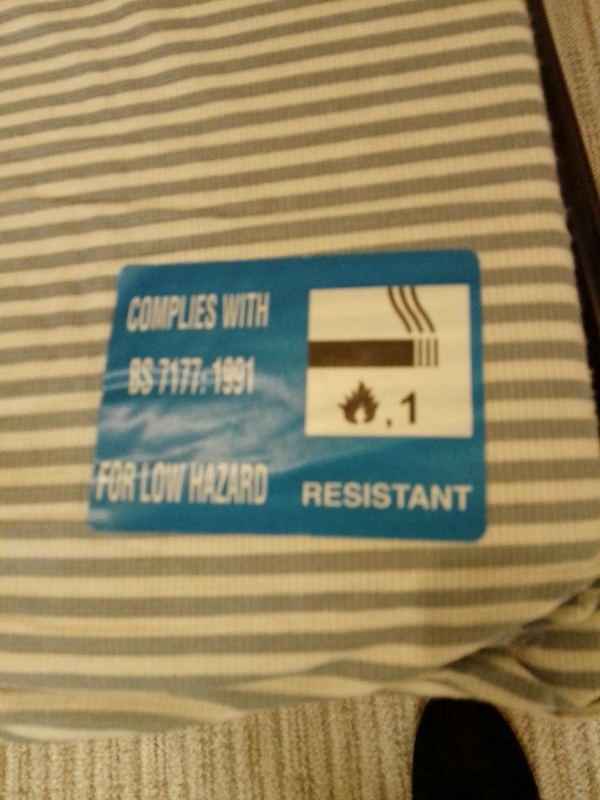 COMPLIES WITH
BS 7177: 1991
FOR LOW HAZARD
.1
RESISTANT